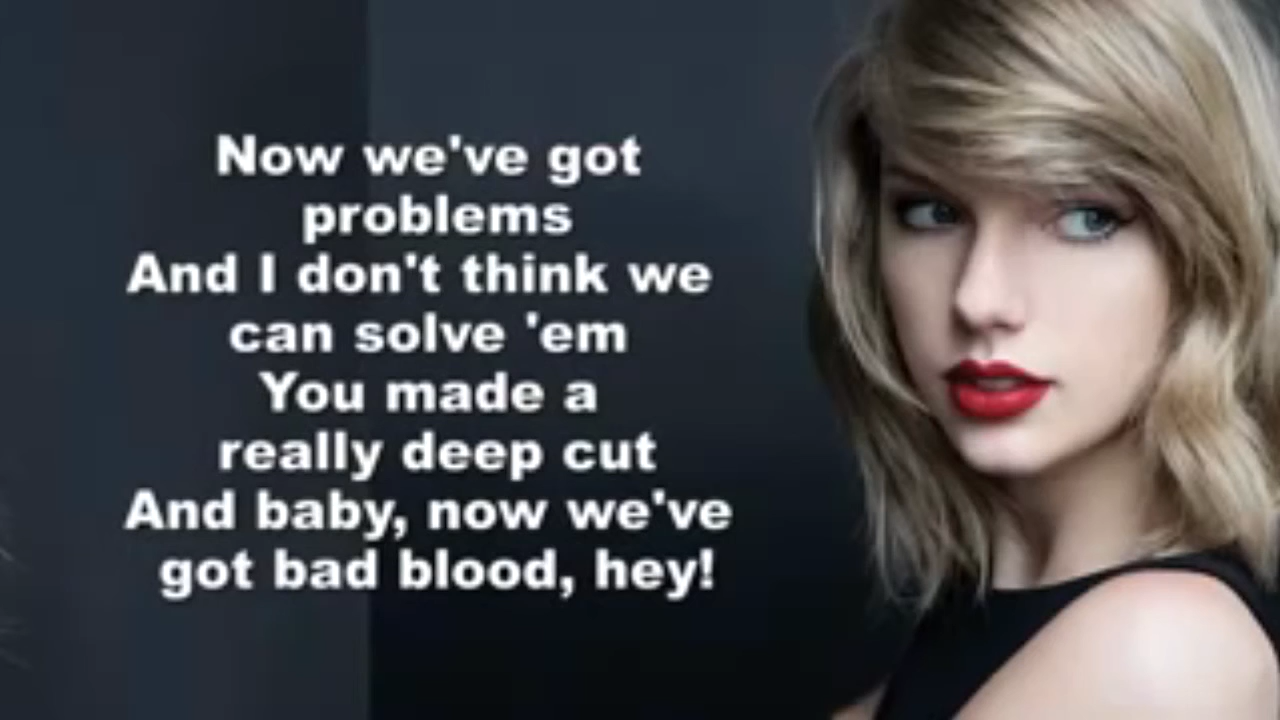 Now we've got
problems
And I don't think we
can solve 'em
You made a
really deep cut
And baby, now we've
got bad blood, hey!